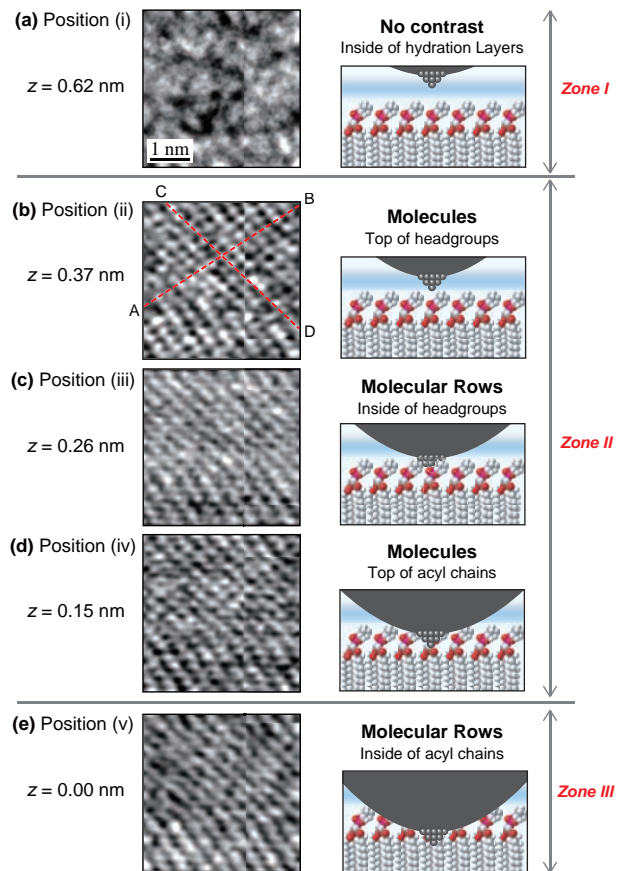 (a) Position (i)
z = 0.62 nm
1 nm
No contrast
Inside of hydration Layers
Zone I
(b) Position (ii)
z = 0.37 nm
C
B
A
D
Molecules
Top of headgroups
(c) Position (iii)
z = 0.26 nm
Molecular Rows
Inside of headgroups
Zone II
(d) Position (iv)
z = 0.15 nm
Molecules
Top of acyl chains
(e) Position (v)
z = 0.00 nm
Molecular Rows
Inside of acyl chains
Zone III